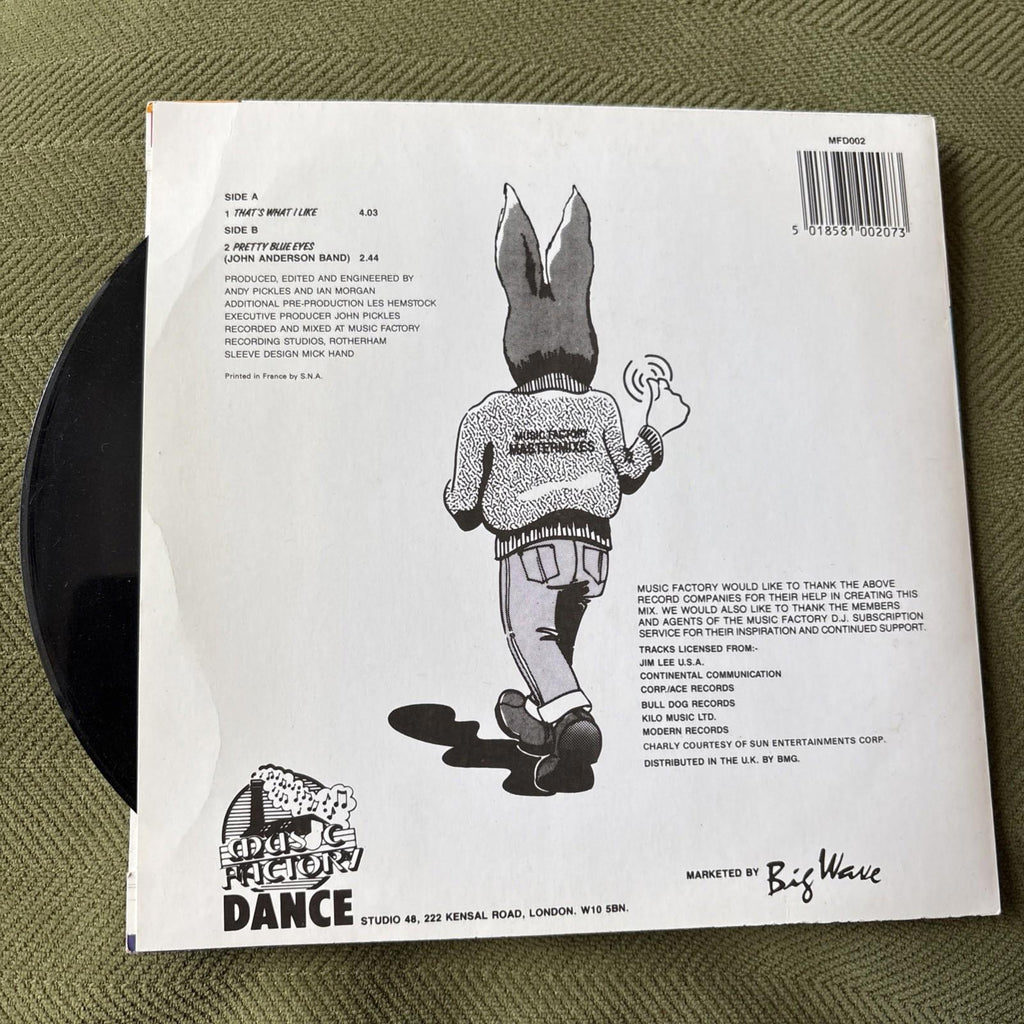 MFD002
5 018581 002073
SIDE A
1 THAT'S WHAT I LIKE 4.03
SIDE B
2 PRETTY BLUE EYES
(JOHN ANDERSON BAND) 2.44
PRODUCED, EDITED AND ENGINEERED BY
ANDY PICKLES AND IAN MORGAN
ADDITIONAL PRE-PRODUCTION LES HEMSTOCK
EXECUTIVE PRODUCER JOHN PICKLES
RECORDED AND MIXED AT MUSIC FACTORY
RECORDING STUDIOS, ROTHERHAM
SLEEVE DESIGN MICK HAND
Printed in France by S.N.A.
MUSIC FACTORY
MASTERMIXES
MUSIC FACTORY WOULD LIKE TO THANK THE ABOVE
RECORD COMPANIES FOR THEIR HELP IN CREATING THIS
MIX. WE WOULD ALSO LIKE TO THANK THE MEMBERS
AND AGENTS OF THE MUSIC FACTORY D.J. SUBSCRIPTION
SERVICE FOR THEIR INSPIRATION AND CONTINUED SUPPORT.
TRACKS LICENSED FROM:-
JIM LEE U.S.A.
CONTINENTAL COMMUNICATION
CORP./ACE RECORDS
BULL DOG RECORDS
KILO MUSIC LTD.
MODERN RECORDS
CHARLY COURTESY OF SUN ENTERTAINMENTS CORP.
DISTRIBUTED IN THE U.K. BY BMG.
MUSIC
FACTORY
DANCE STUDIO 48, 222 KENSAL ROAD, LONDON. W10 5BN.
MARKETED BY Big Wave